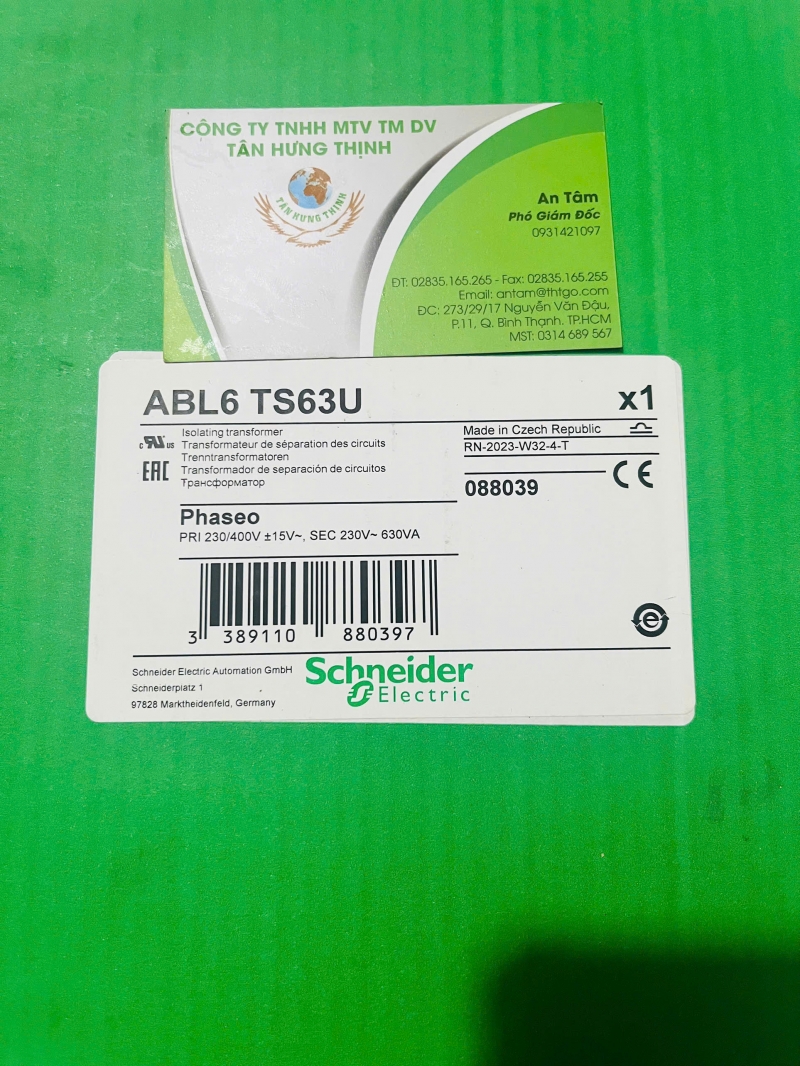 CÔNG TY TNHH MTV TM DV
TÂN HƯNG THỊNH
TÂN HƯNG THỊNH
An Tâm
Phó Giám Đốc
0931421097
ĐT: 02835.165.265 - Fax: 02835.165.255
Email: antam@thtgo.com
ĐC: 273/29/17 Nguyễn Văn Đậu,
P.11, Q. Bình Thạnh. TP.HCM
MST: 0314 689 567
ABL6 TS63U
x1
Isolating transformer
Transformateur de séparation des circuits
Trenntransformatoren
Transformador de separación de circuitos
Трансформатор
c RU us
EAC
Made in Czech Republic
RN-2023-W32-4-T
088039
CE
Phaseo
PRI 230/400V ±15V~, SEC 230V~ 630VA
3 389110 880397
e
Schneider Electric Automation GmbH
Schneiderplatz 1
97828 Marktheidenfeld, Germany
Schneider
Electric